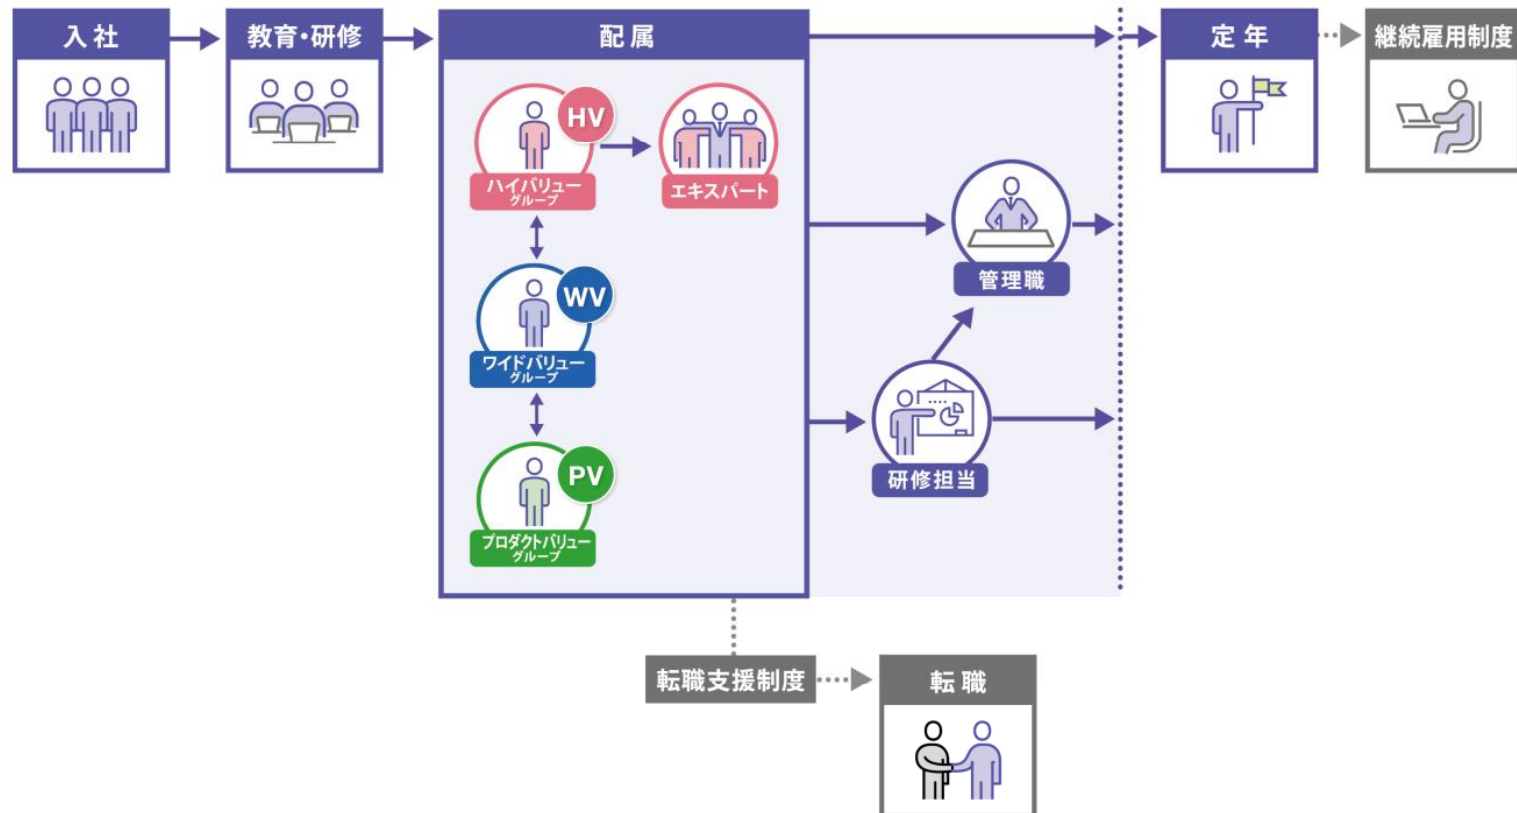 入社
教育・研修
配属
定年
継続雇用制度
HV
ハイバリュー
グループ
エキスパート
管理職
WV
ワイドバリュー
グループ
研修担当
PV
プロダクトバリュー
グループ
転職支援制度
転職